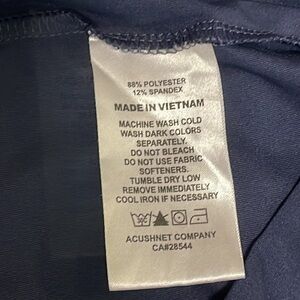 88% POLYESTER
12% SPANDEX
MADE IN VIETNAM
MACHINE WASH COLD
WASH DARK COLORS
SEPARATELY.
DO NOT BLEACH
DO NOT USE FABRIC
SOFTENERS.
TUMBLE DRY LOW
REMOVE IMMEDIATELY
COOL IRON IF NECESSARY
ACUSHNET COMPANY
CA#28544